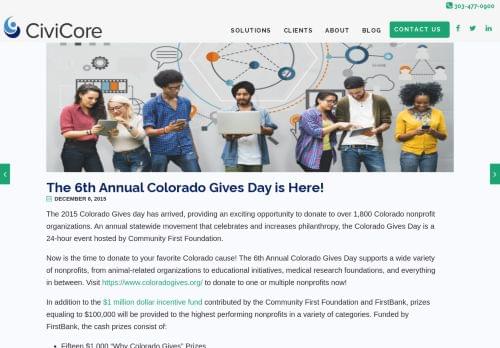 303-477-0900
CiviCore
SOLUTIONS CLIENTS ABOUT BLOG CONTACT US
The 6th Annual Colorado Gives Day is Here!
DECEMBER 8, 2015
The 2015 Colorado Gives day has arrived, providing an exciting opportunity to donate to over 1,800 Colorado nonprofit
organizations. An annual statewide movement that celebrates and increases philanthropy, the Colorado Gives Day is a
24-hour event hosted by Community First Foundation.
Now is the time to donate to your favorite Colorado cause! The 6th Annual Colorado Gives Day supports a wide variety
of nonprofits, from animal-related organizations to educational initiatives, medical research foundations, and everything
in between. Visit https://www.coloradogives.org/ to donate to one or multiple nonprofits now!
In addition to the $1 million dollar incentive fund contributed by the Community First Foundation and FirstBank, prizes
equaling to $100,000 will be provided to the highest performing nonprofits in a variety of categories. Funded by
FirstBank, the cash prizes consist of:
• Fifteen $1,000 “Why Colorado Gives” Prizes